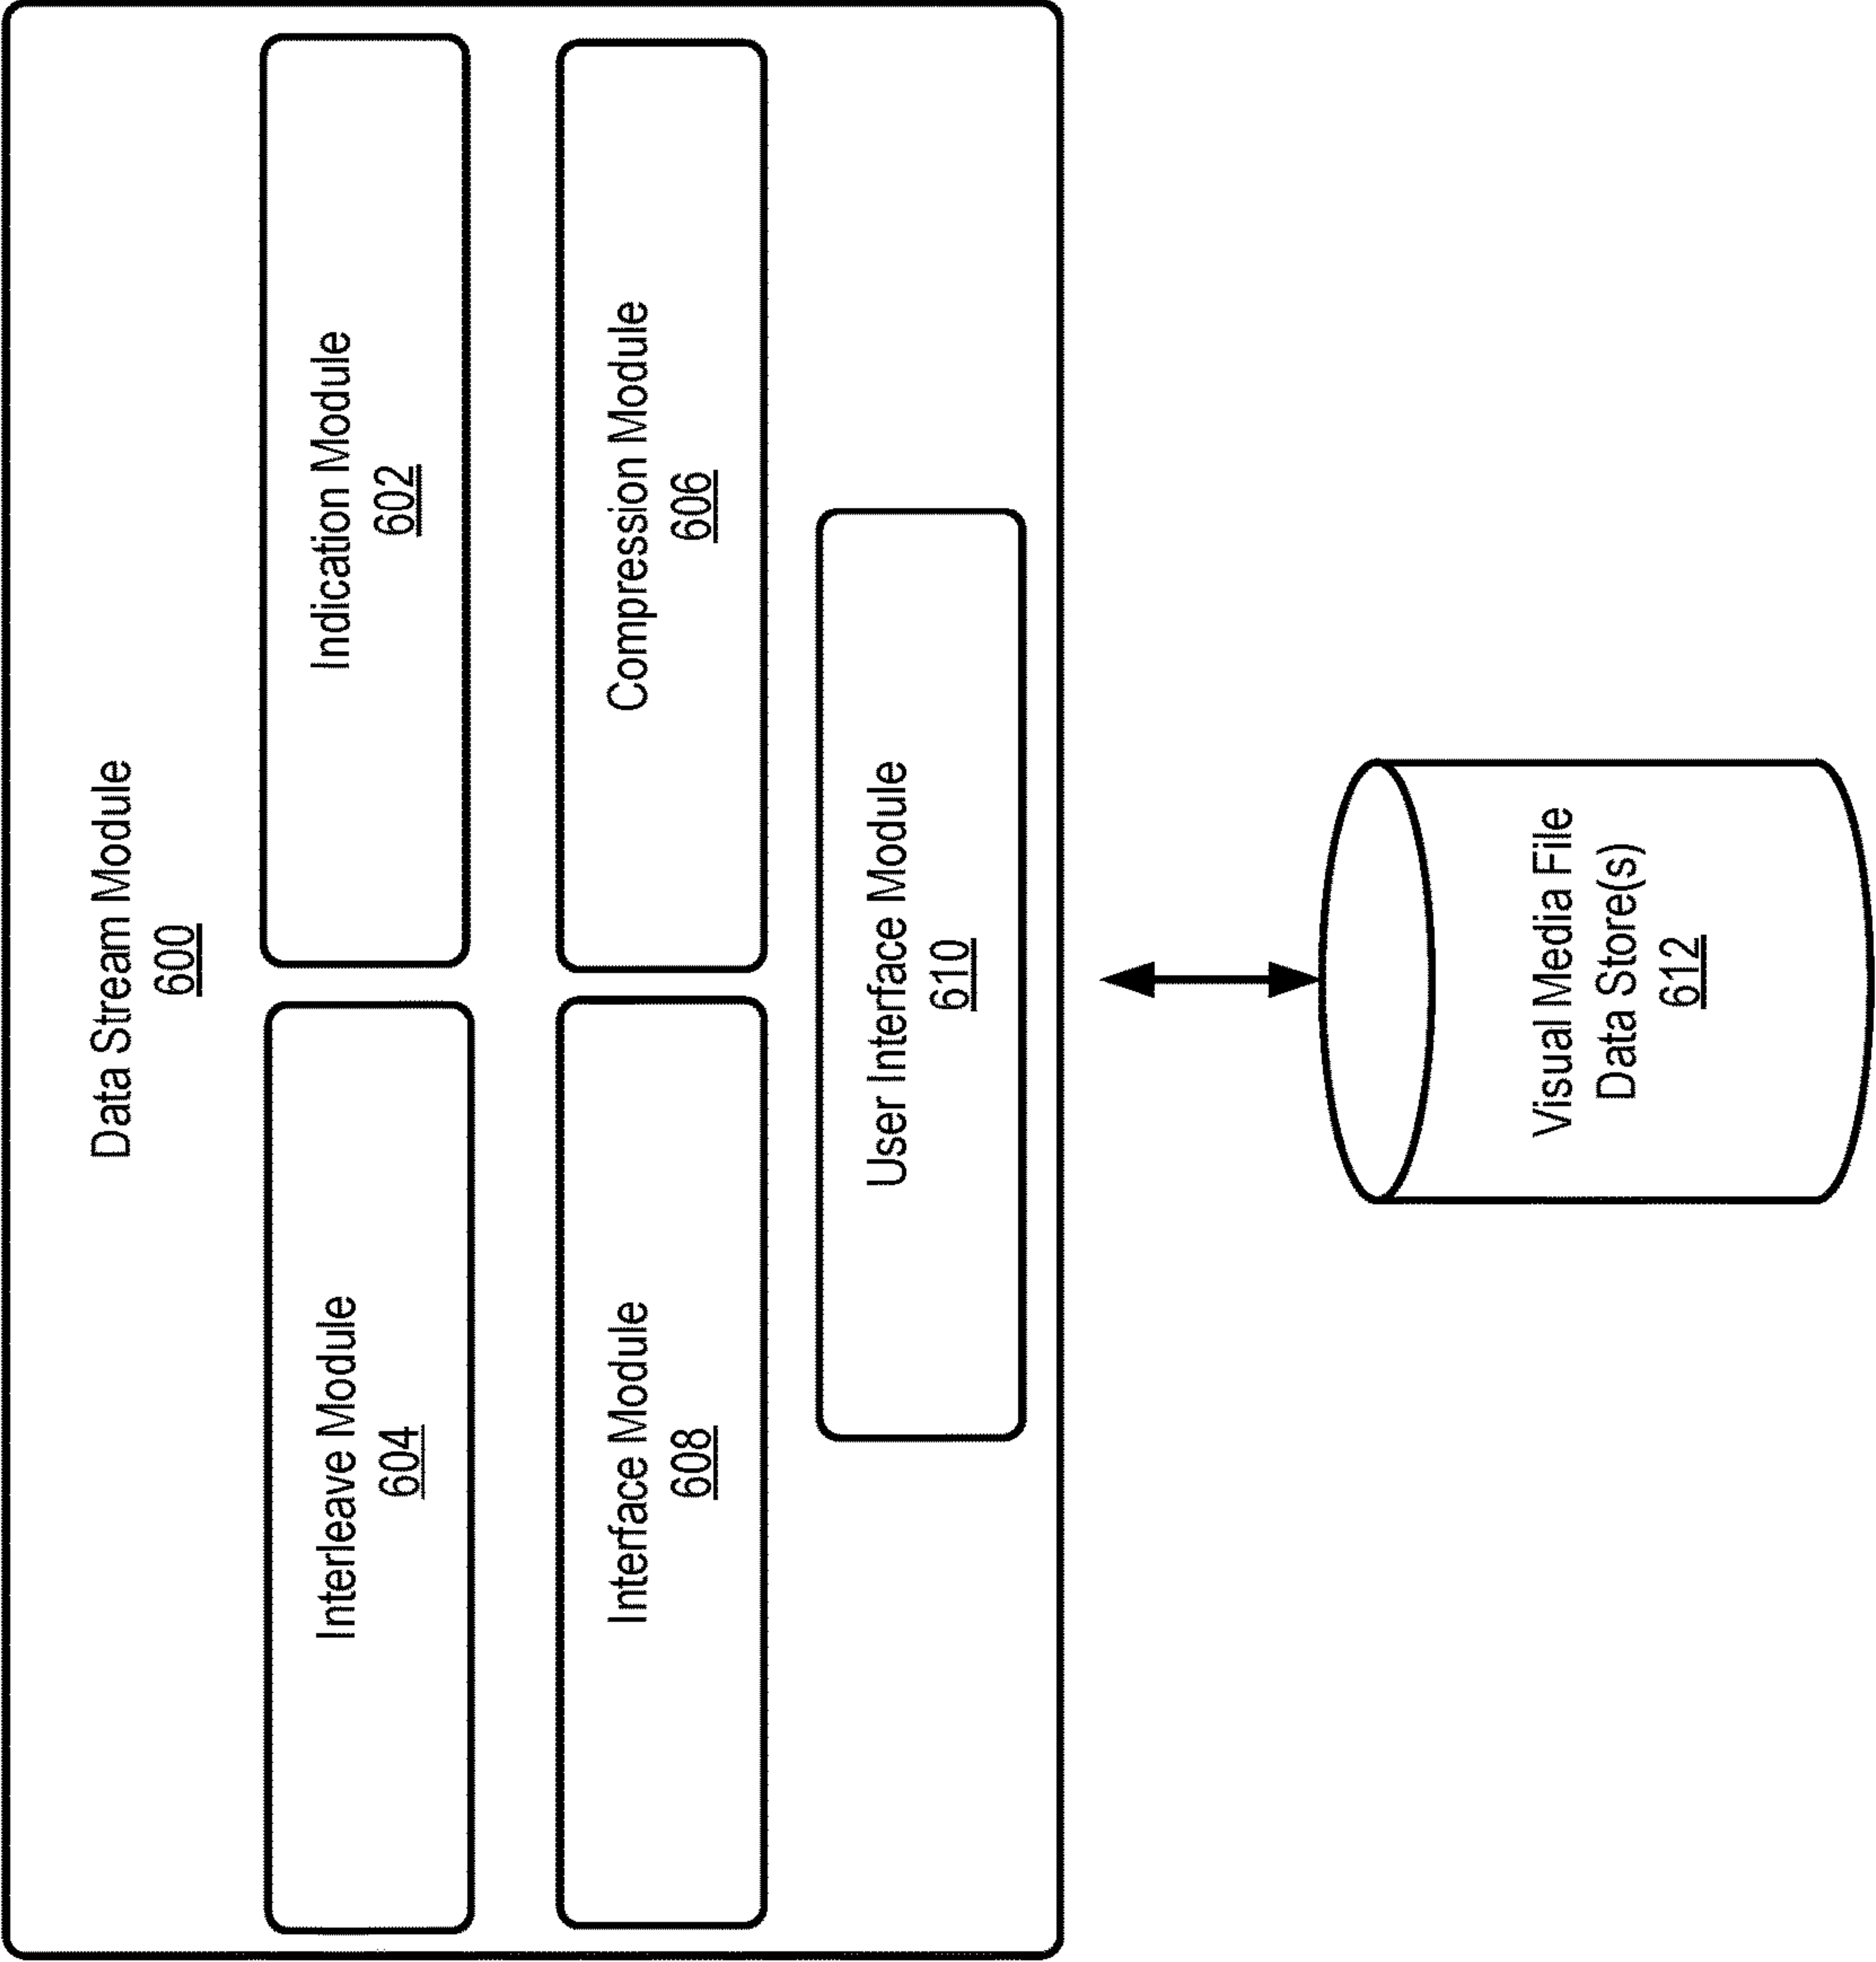 Data Stream Module
600
Interleave Module
604
Indication Module
602
Interface Module
608
Compression Module
606
User Interface Module
610
Visual Media File
Data Store(s)
612